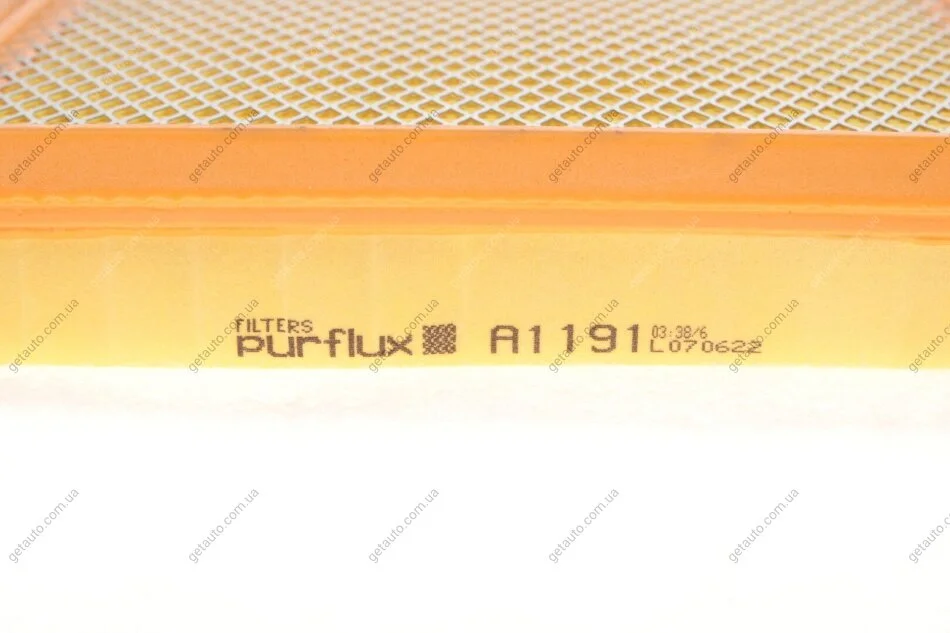 FILTERS
purflux A1191 03:38/6
L070622
getauto.com.ua